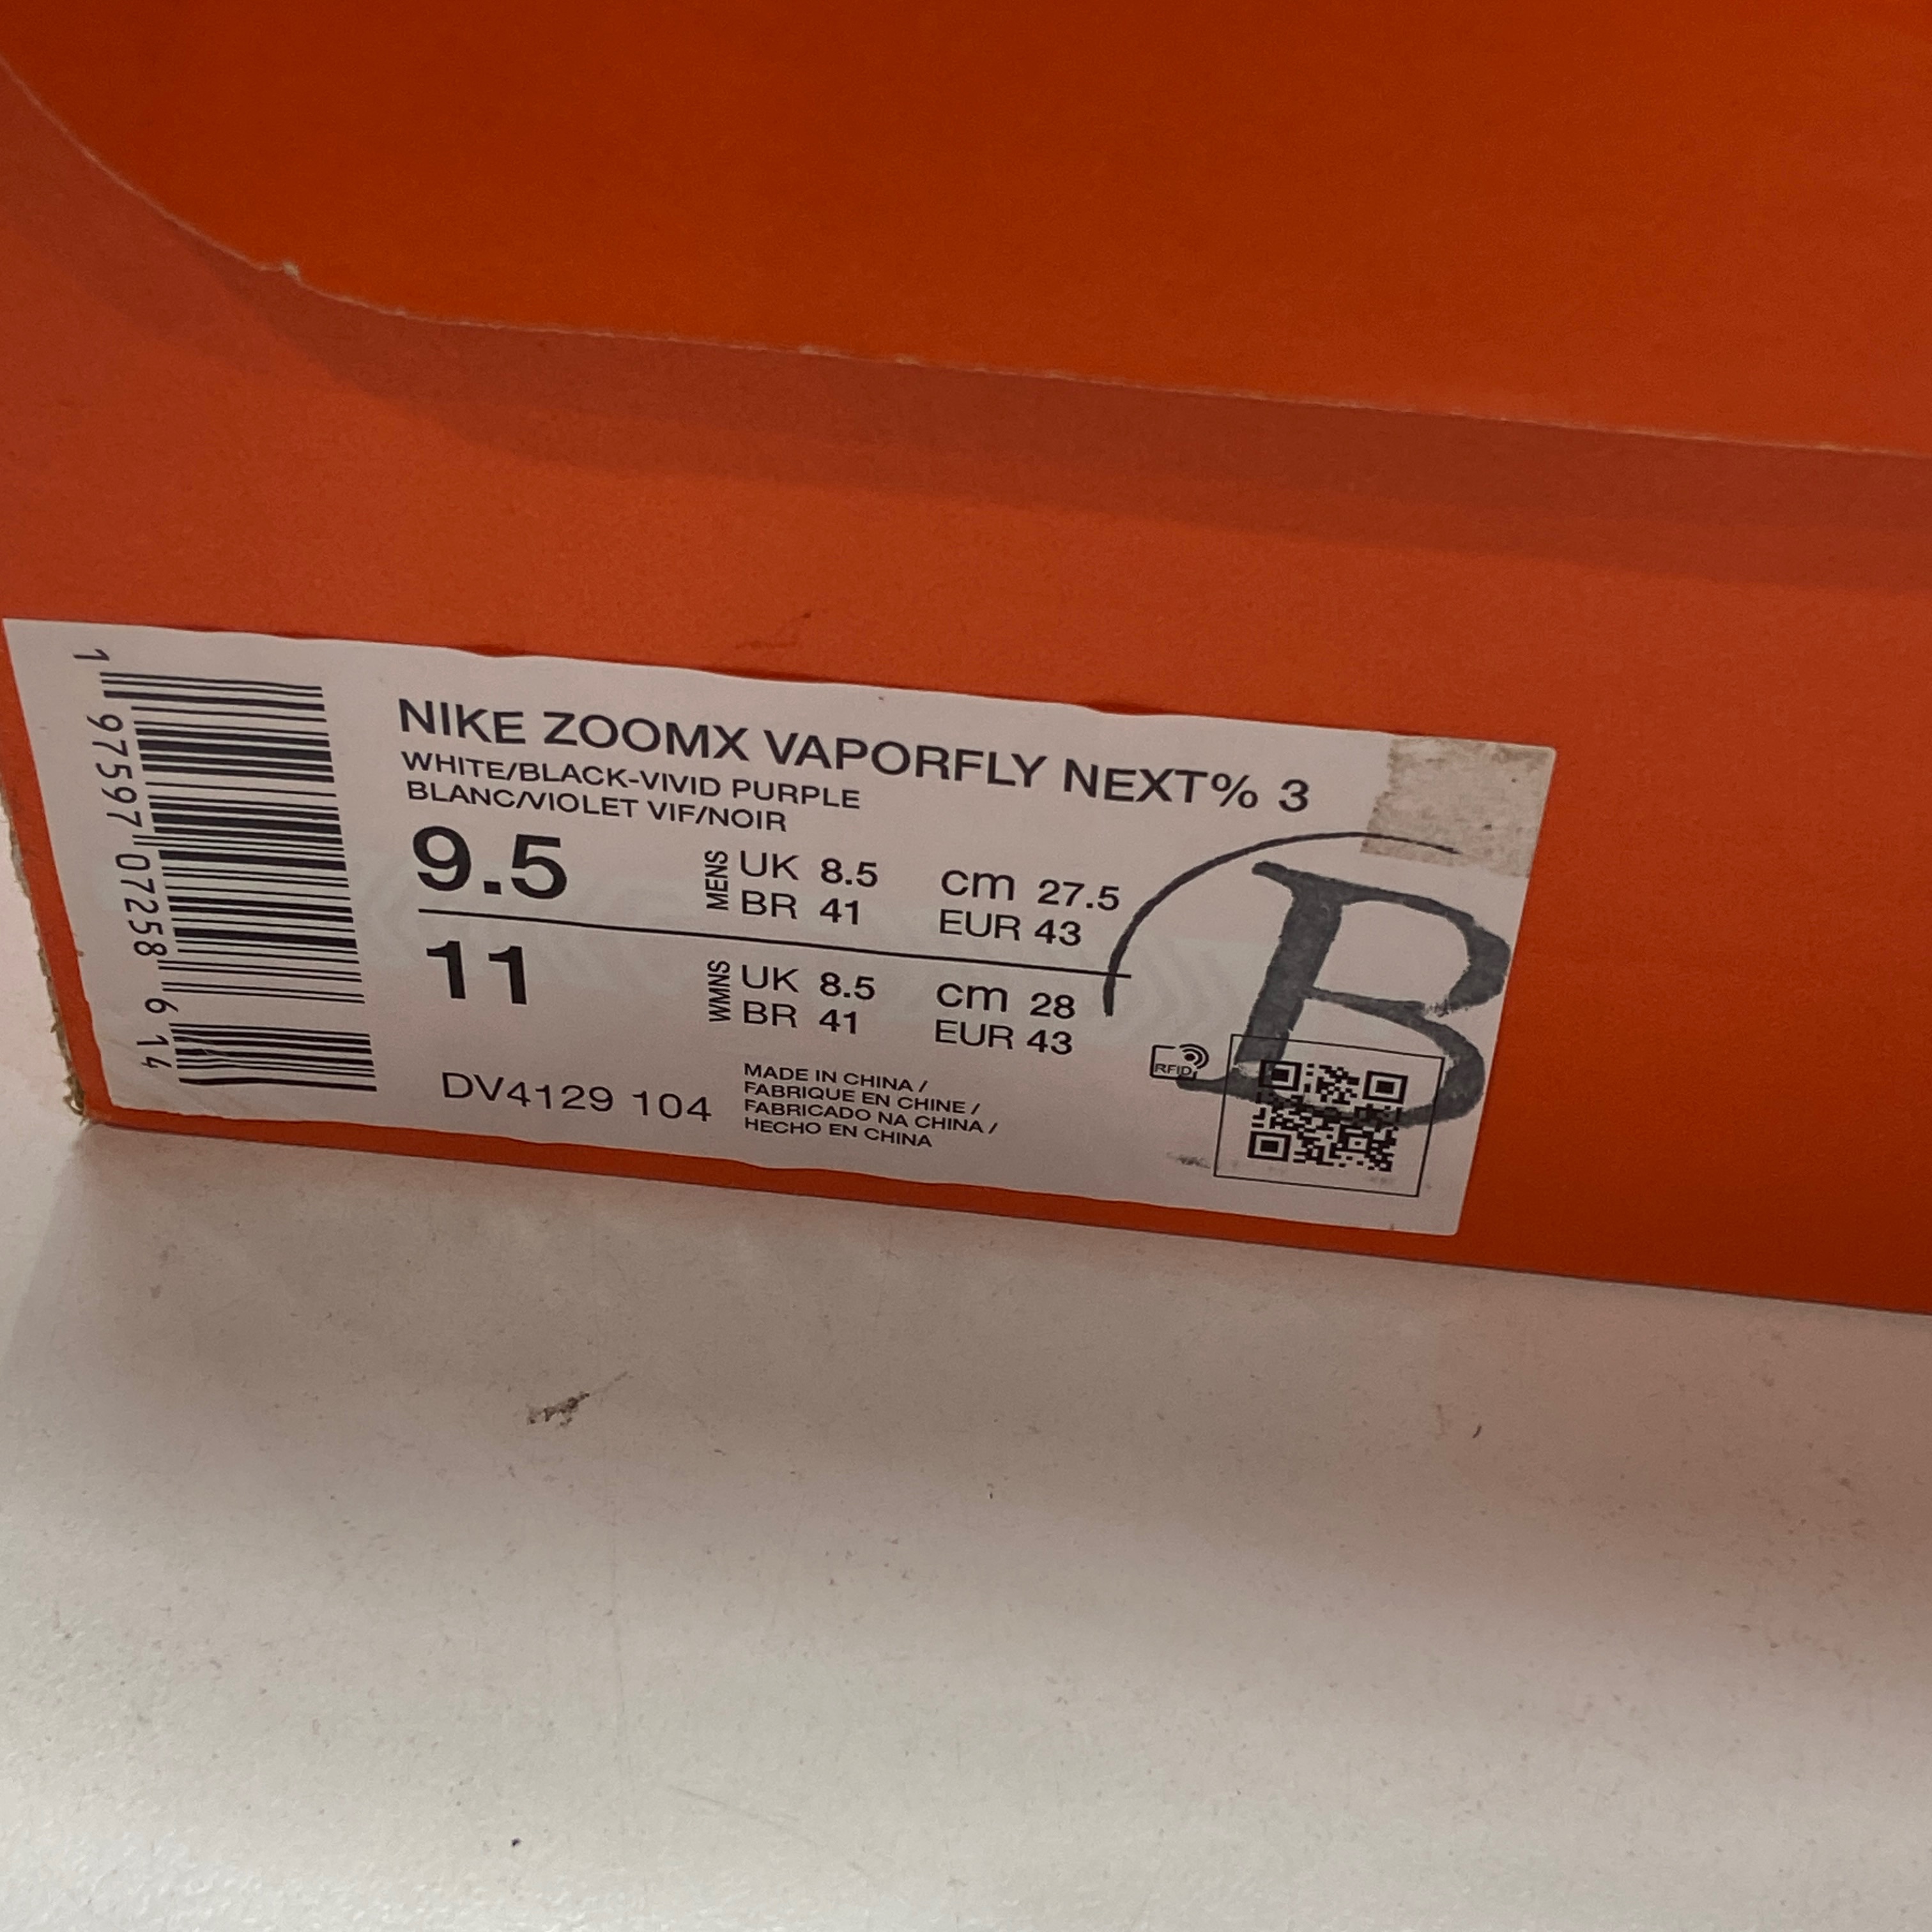 NIKE ZOOMX VAPORFLY NEXT% 3
WHITE/BLACK-VIVID PURPLE
BLANC/VIOLET VIF/NOIR
9.5
MENS
UK 8.5 cm 27.5
BR 41 EUR 43
11
WMNS
UK 8.5 cm 28
BR 41 EUR 43
DV4129 104
MADE IN CHINA /
FABRIQUE EN CHINE /
FABRICADO NA CHINA /
HECHO EN CHINA
RFID
B
1 97597 07258 6 14